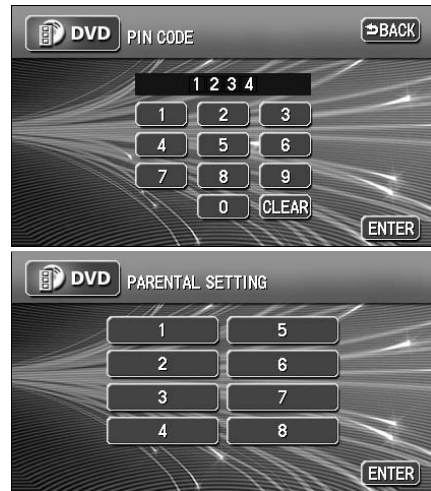 DVD PIN CODE BACK
1 2 3 4
1 2 3
4 5 6
7 8 9
0 CLEAR
ENTER
DVD PARENTAL SETTING
1 5
2 6
3 7
4 8
ENTER